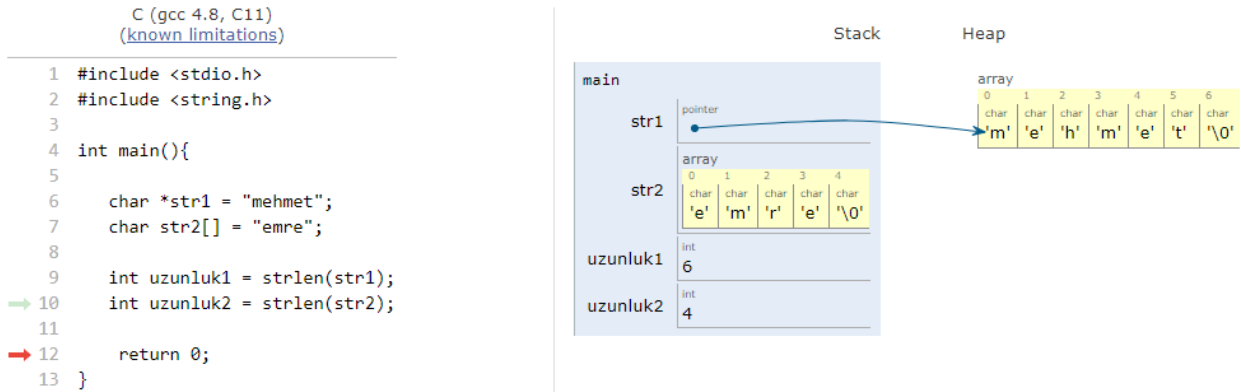 C (gcc 4.8, C11)
(known limitations)
1 #include <stdio.h>
2 #include <string.h>
3
4 int main(){
5
6 char *str1 = "mehmet";
7 char str2[] = "emre";
8
9 int uzunluk1 = strlen(str1);
10 int uzunluk2 = strlen(str2);
11
12 return 0;
13 }
Stack Heap
main
str1 pointer
array
0 1 2 3 4 5 6
char char char char char char char
'm' 'e' 'h' 'm' 'e' 't' '\0'
str2 array
0 1 2 3 4
char char char char char
'e' 'm' 'r' 'e' '\0'
uzunluk1 int
6
uzunluk2 int
4